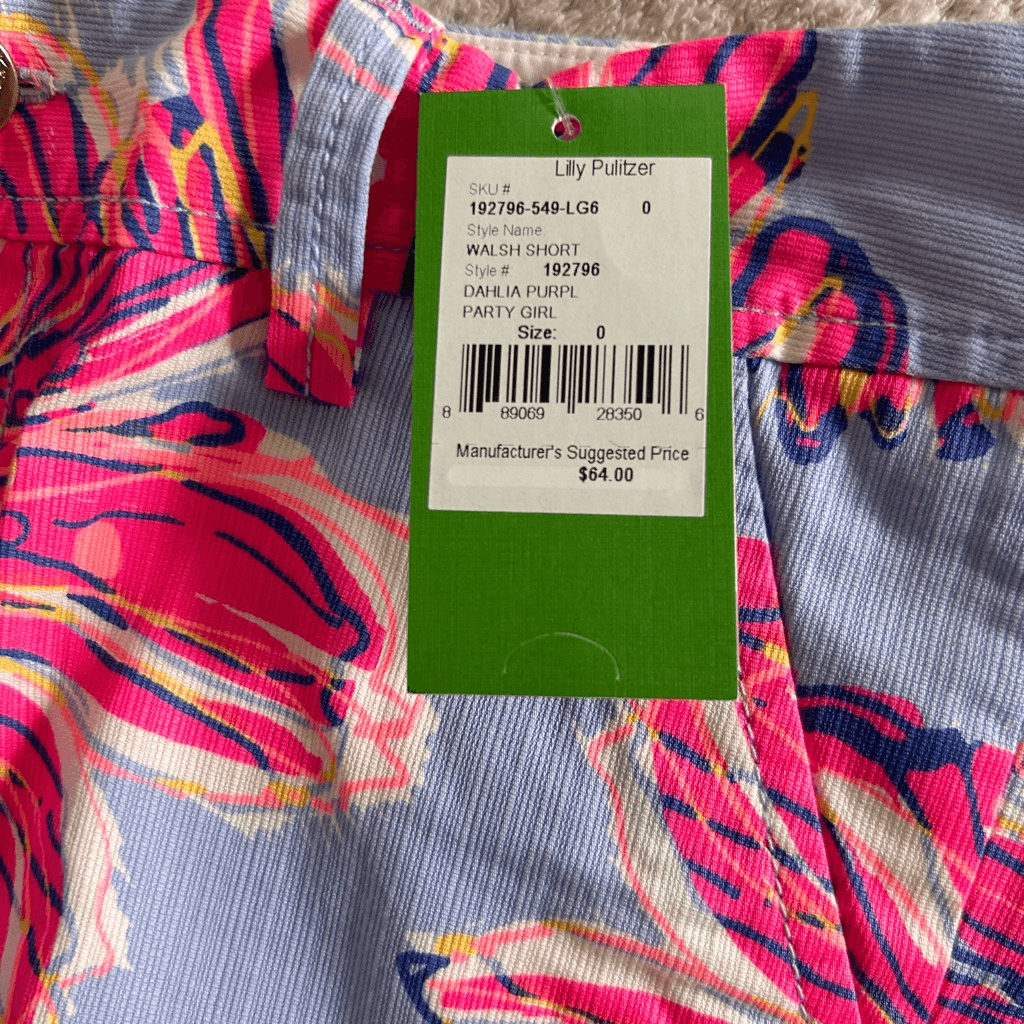 Lilly Pulitzer
SKU #
192796-549-LG6 0
Style Name
WALSH SHORT
Style # 192796
DAHLIA PURPL
PARTY GIRL
Size: 0
8 89069 28350 6
Manufacturer's Suggested Price
$64.00